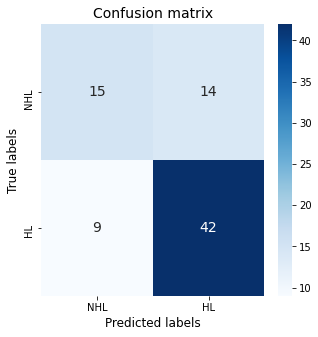 Confusion matrix
NHL 15 14
HL 9 42
NHL HL
True labels
Predicted labels
40
35
30
25
20
15
10